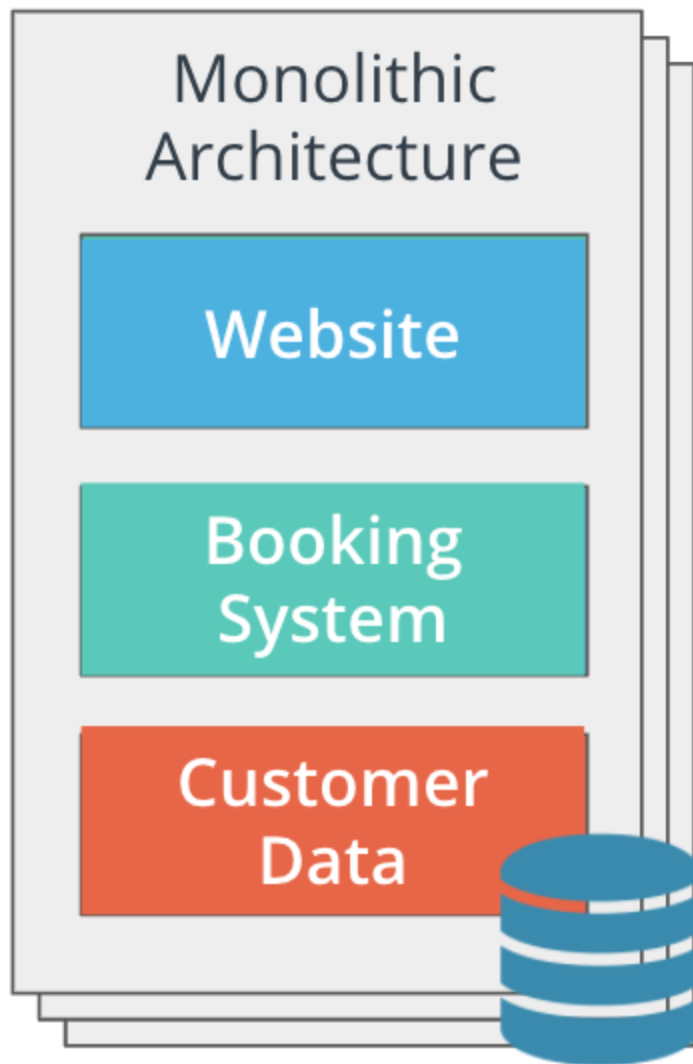 Monolithic
Architecture
Website
Booking
System
Customer
Data